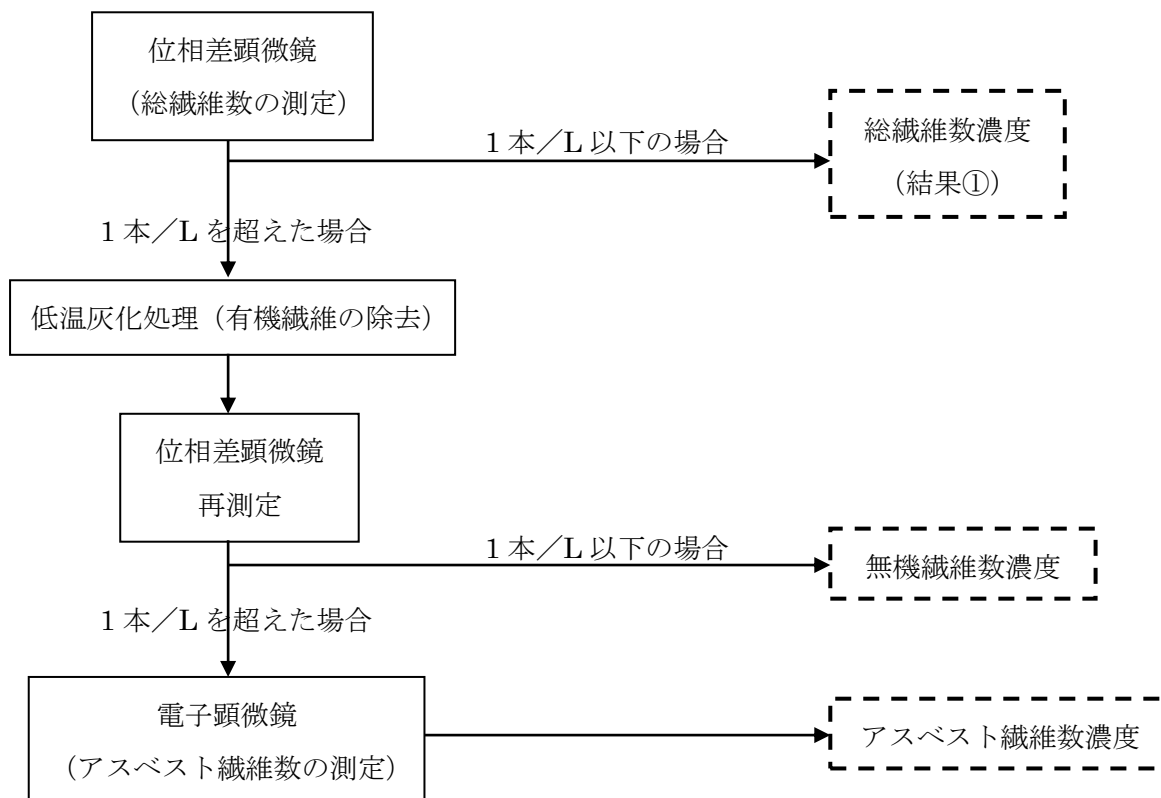 位相差顕微鏡
（総繊維数の測定）
1 本／L 以下の場合
総繊維数濃度
（結果①）
1 本／L を超えた場合
低温灰化処理（有機繊維の除去）
位相差顕微鏡
再測定
1 本／L 以下の場合
無機繊維数濃度
1 本／L を超えた場合
電子顕微鏡
（アスベスト繊維数の測定）
アスベスト繊維数濃度